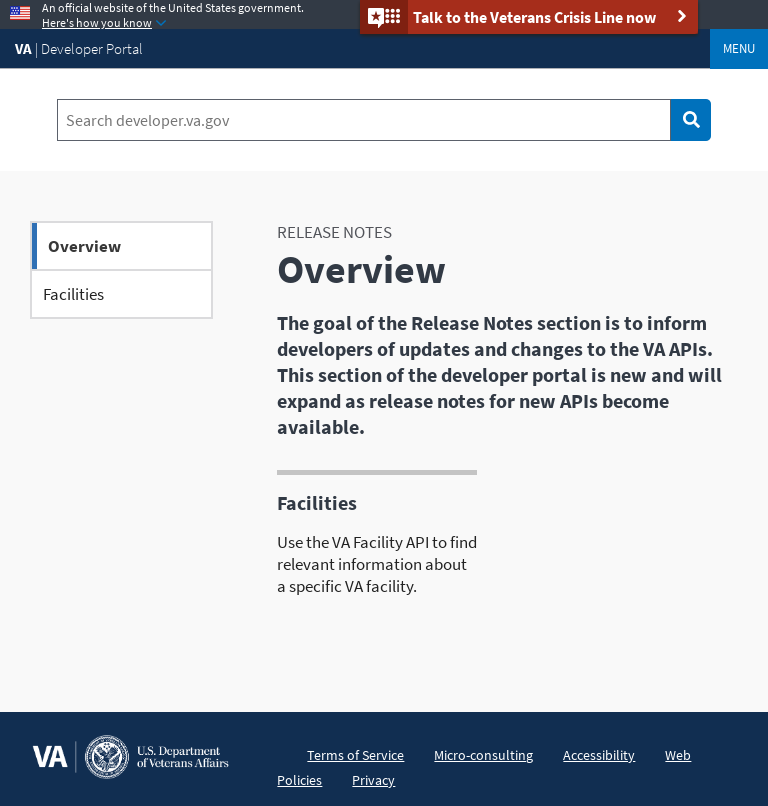 An official website of the United States government.
Here's how you know
Talk to the Veterans Crisis Line now
VA | Developer Portal
MENU
Search developer.va.gov
Overview
Facilities
RELEASE NOTES
Overview
The goal of the Release Notes section is to inform
developers of updates and changes to the VA APIs.
This section of the developer portal is new and will
expand as release notes for new APIs become
available.
Facilities
Use the VA Facility API to find
relevant information about
a specific VA facility.
VA
U.S. Department
of Veterans Affairs
Terms of Service Micro-consulting Accessibility Web
Policies Privacy